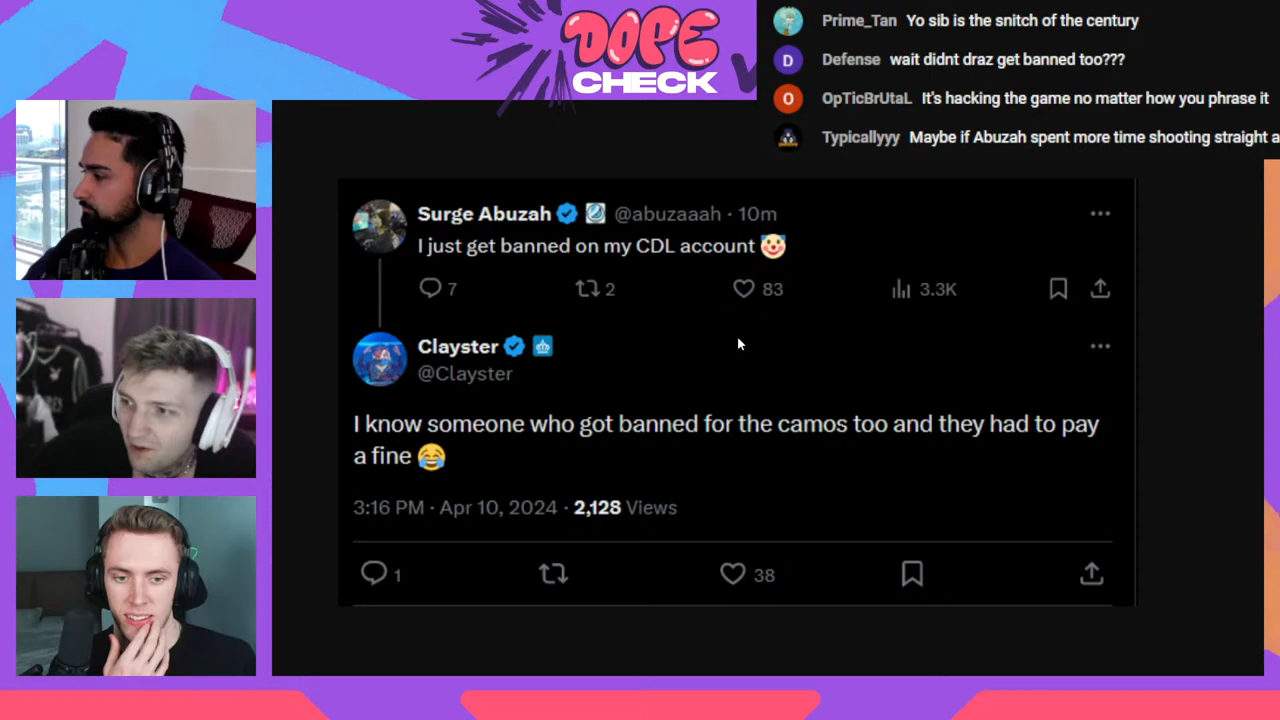 DOPE
CHECK
Prime_Tan Yo sib is the snitch of the century
D Defense wait didnt draz get banned too???
O OpTicBrUtaL It's hacking the game no matter how you phrase it
Typicallyyy Maybe if Abuzah spent more time shooting straight a
Surge Abuzah @abuzaaah · 10m
I just get banned on my CDL account 🤡
7 2 83 3.3K
Clayster
@Clayster
I know someone who got banned for the camos too and they had to pay
a fine 😂
3:16 PM · Apr 10, 2024 · 2,128 Views
1 38